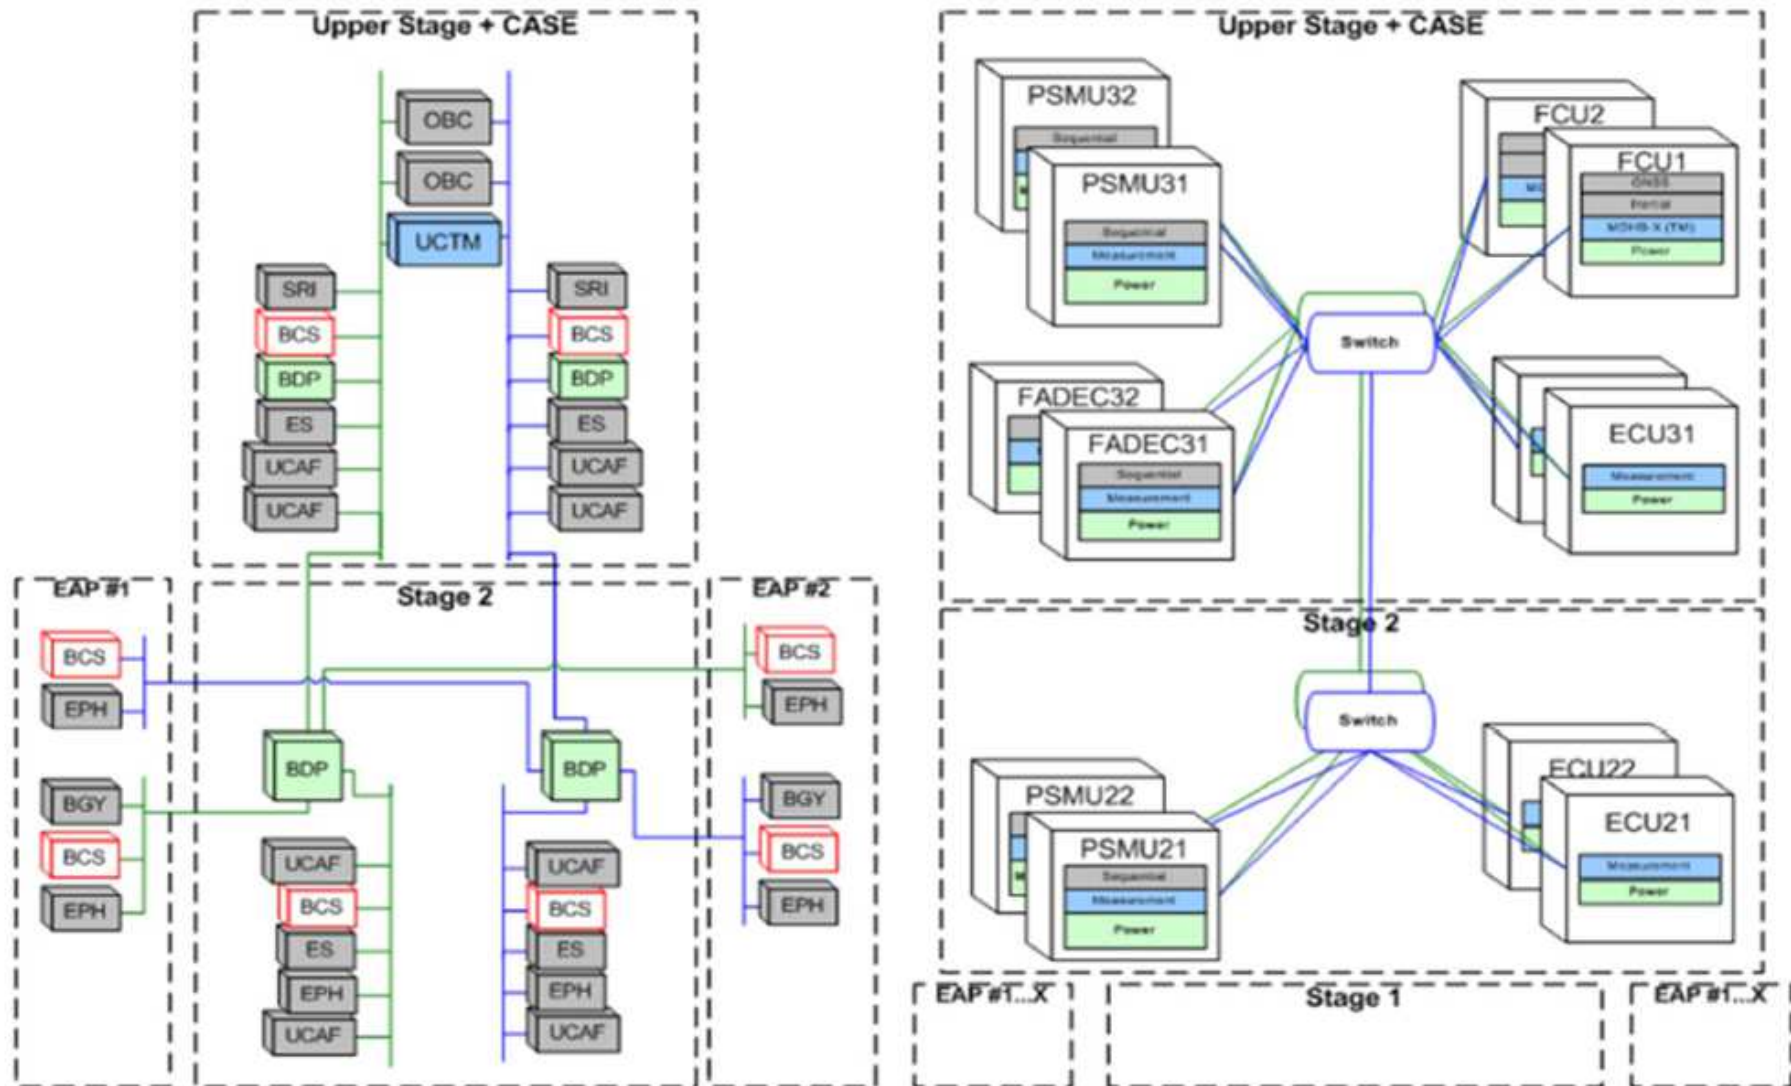 Upper Stage + CASE
OBC
OBC
UCTM
SRI
SRI
BCS
BCS
BDP
BDP
ES
ES
UCAF
UCAF
UCAF
UCAF
EAP #1
BCS
EPH
BGY
BCS
EPH
Stage 2
BDP
BDP
UCAF
UCAF
BCS
BCS
ES
ES
EPH
EPH
UCAF
UCAF
EAP #2
BCS
EPH
BGY
BCS
EPH
Upper Stage + CASE
PSMU32
Sequential
PSMU31
Sequential
Measurement
Power
FCU2
FCU1
GNSS
Inertial
Power
Switch
FADEC32
FADEC31
Sequential
Measurement
Power
ECU31
Measurement
Power
Stage 2
Switch
PSMU22
PSMU21
Sequential
Measurement
Power
ECU22
ECU21
Measurement
Power
EAP #1...X
Stage 1
EAP #1...X